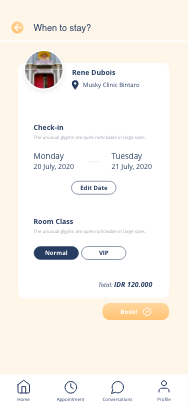 When to stay?
Rene Dubois
Musky Clinic Bintaro
Check-in
The unusual glyphs are quite noticeable in large sizes.
Monday
Tuesday
20 July, 2020
21 July, 2020
Edit Date
Room Class
The unusual glyphs are quite noticeable in large sizes.
Normal
VIP
Total: IDR 120.000
Book!
Home
Appointment
Conversations
Profile